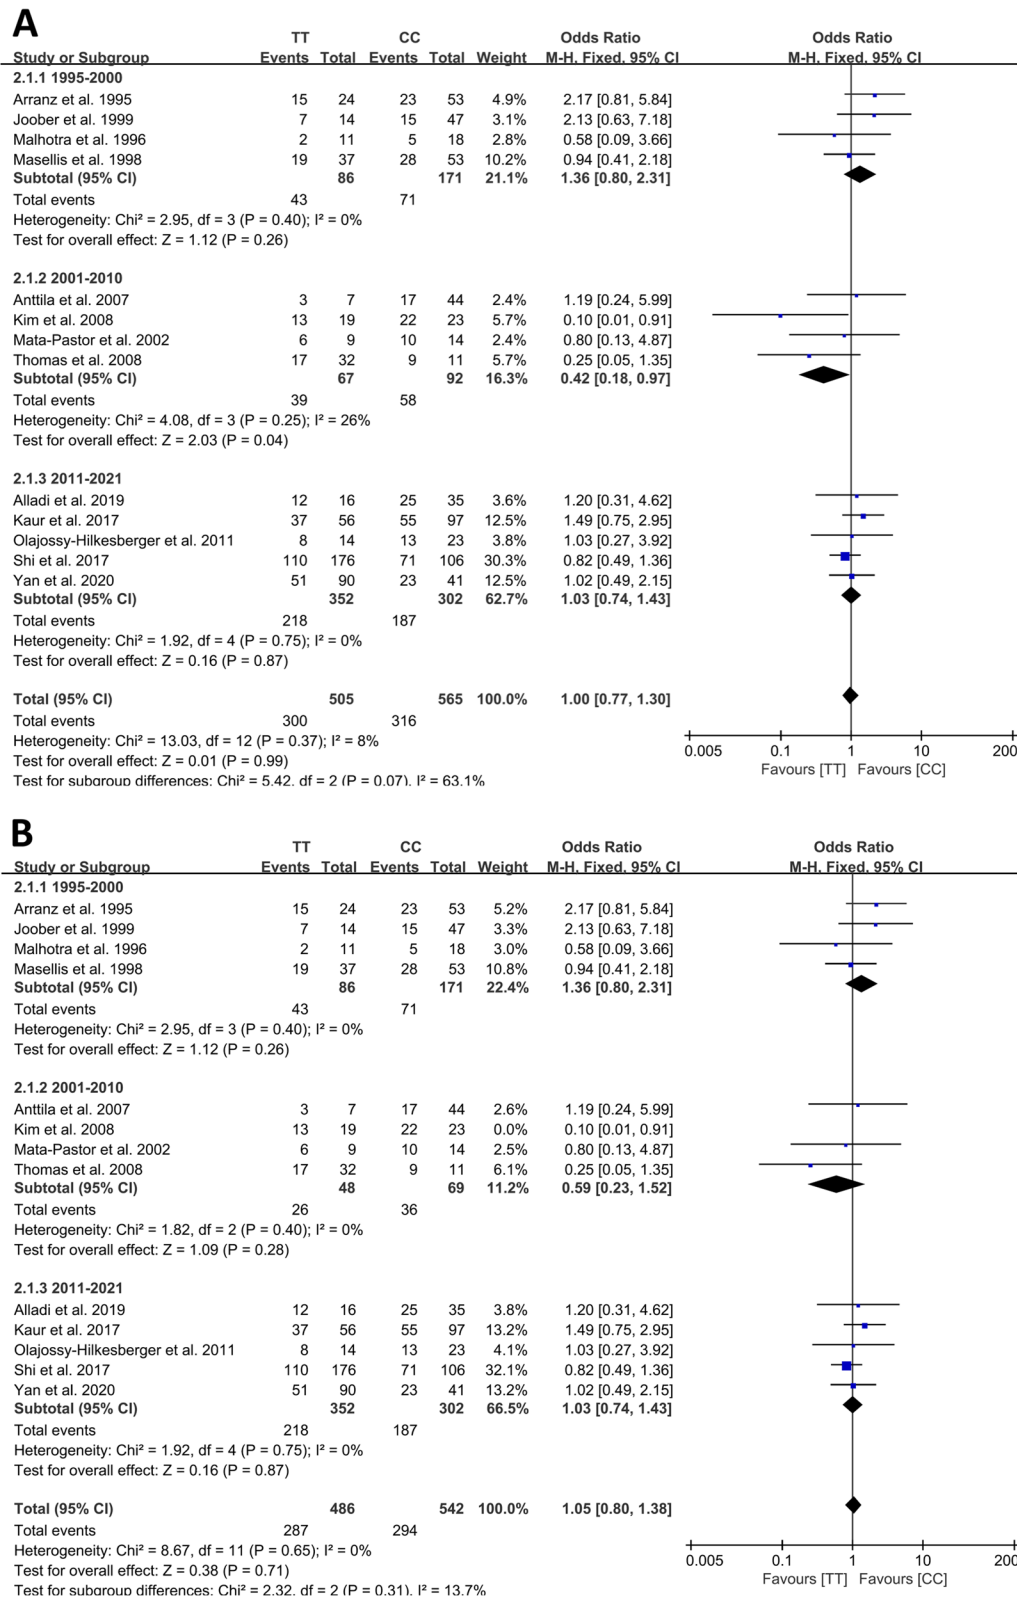 A
TT CC Odds Ratio Odds Ratio
Study or Subgroup Events Total Events Total Weight M-H, Fixed, 95% CI M-H, Fixed, 95% CI
2.1.1 1995-2000
Arranz et al. 1995 15 24 23 53 4.9% 2.17 [0.81, 5.84]
Joober et al. 1999 7 14 15 47 3.1% 2.13 [0.63, 7.18]
Malhotra et al. 1996 2 11 5 18 2.8% 0.58 [0.09, 3.66]
Masellis et al. 1998 19 37 28 53 10.2% 0.94 [0.41, 2.18]
Subtotal (95% CI) 86 171 21.1% 1.36 [0.80, 2.31]
Total events 43 71
Heterogeneity: Chi² = 2.95, df = 3 (P = 0.40); I² = 0%
Test for overall effect: Z = 1.12 (P = 0.26)
2.1.2 2001-2010
Anttila et al. 2007 3 7 17 44 2.4% 1.19 [0.24, 5.99]
Kim et al. 2008 13 19 22 23 5.7% 0.10 [0.01, 0.91]
Mata-Pastor et al. 2002 6 9 10 14 2.4% 0.80 [0.13, 4.87]
Thomas et al. 2008 17 32 9 11 5.7% 0.25 [0.05, 1.35]
Subtotal (95% CI) 67 92 16.3% 0.42 [0.18, 0.97]
Total events 39 58
Heterogeneity: Chi² = 4.08, df = 3 (P = 0.25); I² = 26%
Test for overall effect: Z = 2.03 (P = 0.04)
2.1.3 2011-2021
Alladi et al. 2019 12 16 25 35 3.6% 1.20 [0.31, 4.62]
Kaur et al. 2017 37 56 55 97 12.5% 1.49 [0.75, 2.95]
Olajossy-Hilkesberger et al. 2011 8 14 13 23 3.8% 1.03 [0.27, 3.92]
Shi et al. 2017 110 176 71 106 30.3% 0.82 [0.49, 1.36]
Yan et al. 2020 51 90 23 41 12.5% 1.02 [0.49, 2.15]
Subtotal (95% CI) 352 302 62.7% 1.03 [0.74, 1.43]
Total events 218 187
Heterogeneity: Chi² = 1.92, df = 4 (P = 0.75); I² = 0%
Test for overall effect: Z = 0.16 (P = 0.87)
Total (95% CI) 505 565 100.0% 1.00 [0.77, 1.30]
Total events 300 316
Heterogeneity: Chi² = 13.03, df = 12 (P = 0.37); I² = 8%
Test for overall effect: Z = 0.01 (P = 0.99)
Test for subgroup differences: Chi² = 5.42, df = 2 (P = 0.07), I² = 63.1%
0.005 0.1 1 10 200
Favours [TT] Favours [CC]
B
TT CC Odds Ratio Odds Ratio
Study or Subgroup Events Total Events Total Weight M-H, Fixed, 95% CI M-H, Fixed, 95% CI
2.1.1 1995-2000
Arranz et al. 1995 15 24 23 53 5.2% 2.17 [0.81, 5.84]
Joober et al. 1999 7 14 15 47 3.3% 2.13 [0.63, 7.18]
Malhotra et al. 1996 2 11 5 18 3.0% 0.58 [0.09, 3.66]
Masellis et al. 1998 19 37 28 53 10.8% 0.94 [0.41, 2.18]
Subtotal (95% CI) 86 171 22.4% 1.36 [0.80, 2.31]
Total events 43 71
Heterogeneity: Chi² = 2.95, df = 3 (P = 0.40); I² = 0%
Test for overall effect: Z = 1.12 (P = 0.26)
2.1.2 2001-2010
Anttila et al. 2007 3 7 17 44 2.6% 1.19 [0.24, 5.99]
Kim et al. 2008 13 19 22 23 0.0% 0.10 [0.01, 0.91]
Mata-Pastor et al. 2002 6 9 10 14 2.5% 0.80 [0.13, 4.87]
Thomas et al. 2008 17 32 9 11 6.1% 0.25 [0.05, 1.35]
Subtotal (95% CI) 48 69 11.2% 0.59 [0.23, 1.52]
Total events 26 36
Heterogeneity: Chi² = 1.82, df = 2 (P = 0.40); I² = 0%
Test for overall effect: Z = 1.09 (P = 0.28)
2.1.3 2011-2021
Alladi et al. 2019 12 16 25 35 3.8% 1.20 [0.31, 4.62]
Kaur et al. 2017 37 56 55 97 13.2% 1.49 [0.75, 2.95]
Olajossy-Hilkesberger et al. 2011 8 14 13 23 4.1% 1.03 [0.27, 3.92]
Shi et al. 2017 110 176 71 106 32.1% 0.82 [0.49, 1.36]
Yan et al. 2020 51 90 23 41 13.2% 1.02 [0.49, 2.15]
Subtotal (95% CI) 352 302 66.5% 1.03 [0.74, 1.43]
Total events 218 187
Heterogeneity: Chi² = 1.92, df = 4 (P = 0.75); I² = 0%
Test for overall effect: Z = 0.16 (P = 0.87)
Total (95% CI) 486 542 100.0% 1.05 [0.80, 1.38]
Total events 287 294
Heterogeneity: Chi² = 8.67, df = 11 (P = 0.65); I² = 0%
Test for overall effect: Z = 0.38 (P = 0.71)
Test for subgroup differences: Chi² = 2.32, df = 2 (P = 0.31), I² = 13.7%
0.005 0.1 1 10 200
Favours [TT] Favours [CC]